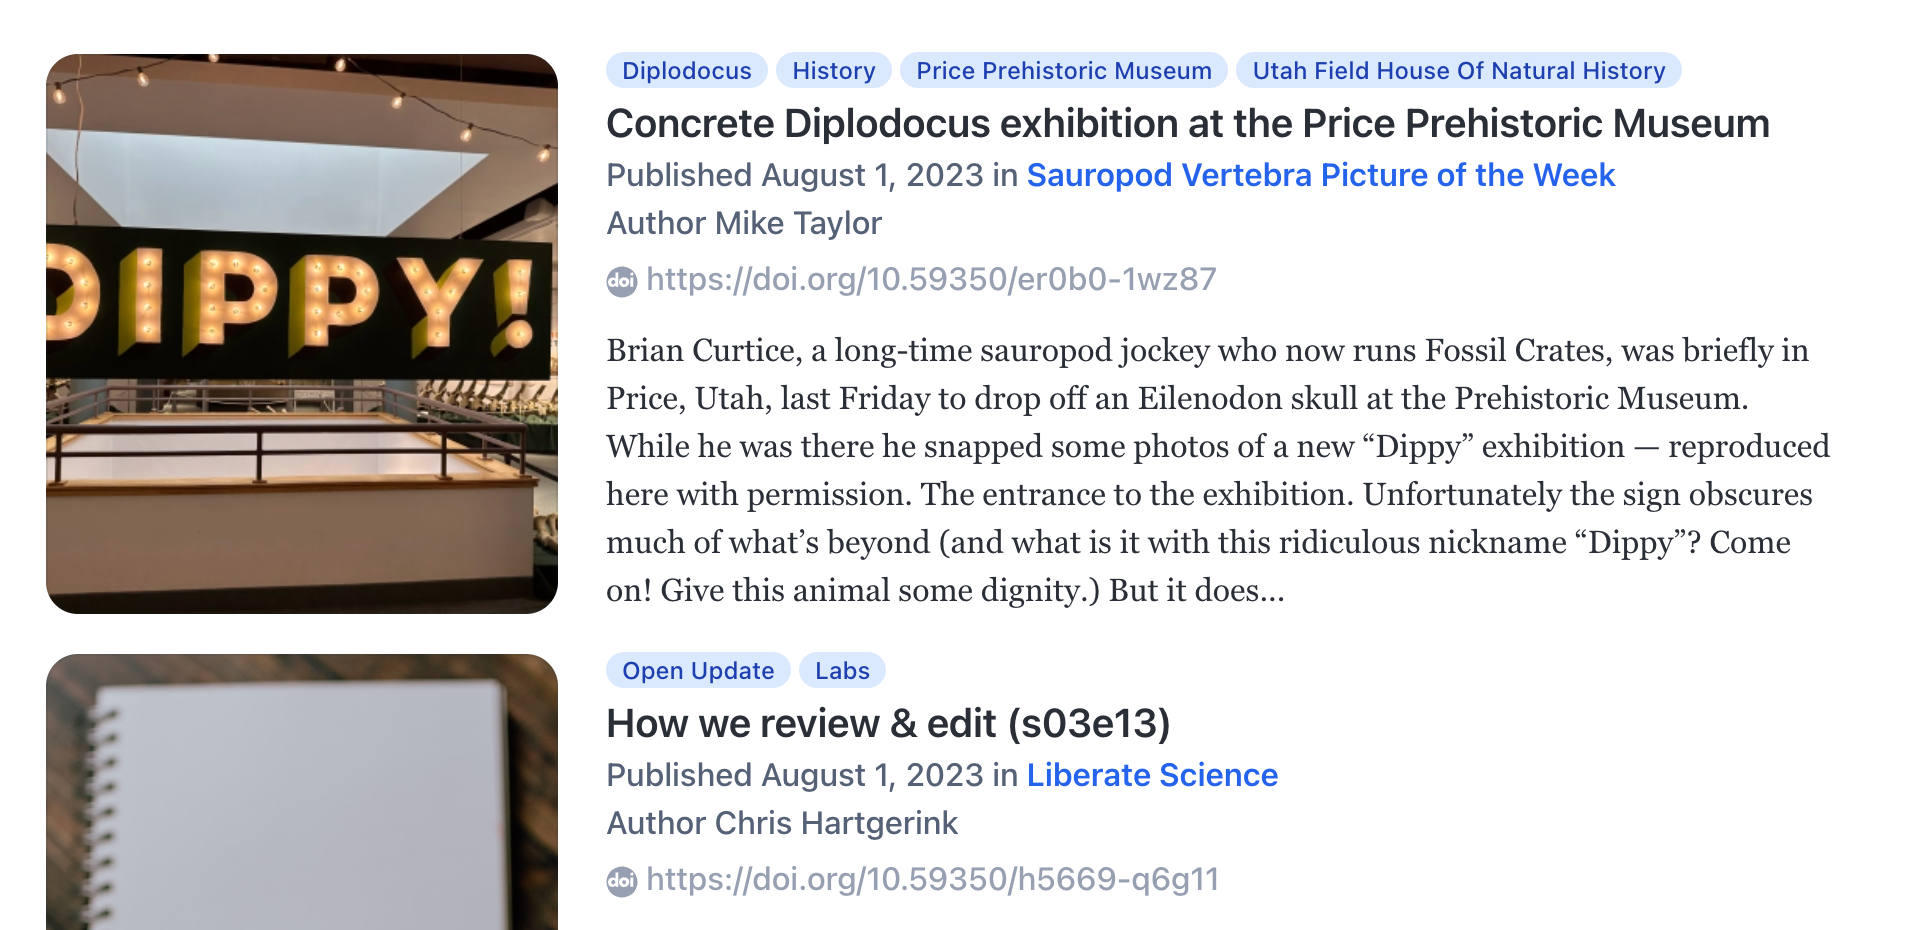 DIPPY!
Diplodocus History Price Prehistoric Museum Utah Field House Of Natural History
Concrete Diplodocus exhibition at the Price Prehistoric Museum
Published August 1, 2023 in Sauropod Vertebra Picture of the Week
Author Mike Taylor
doi https://doi.org/10.59350/er0b0-1wz87
Brian Curtice, a long-time sauropod jockey who now runs Fossil Crates, was briefly in
Price, Utah, last Friday to drop off an Eilenodon skull at the Prehistoric Museum.
While he was there he snapped some photos of a new “Dippy” exhibition — reproduced
here with permission. The entrance to the exhibition. Unfortunately the sign obscures
much of what’s beyond (and what is it with this ridiculous nickname “Dippy”? Come
on! Give this animal some dignity.) But it does...
Open Update Labs
How we review & edit (s03e13)
Published August 1, 2023 in Liberate Science
Author Chris Hartgerink
doi https://doi.org/10.59350/h5669-q6g11